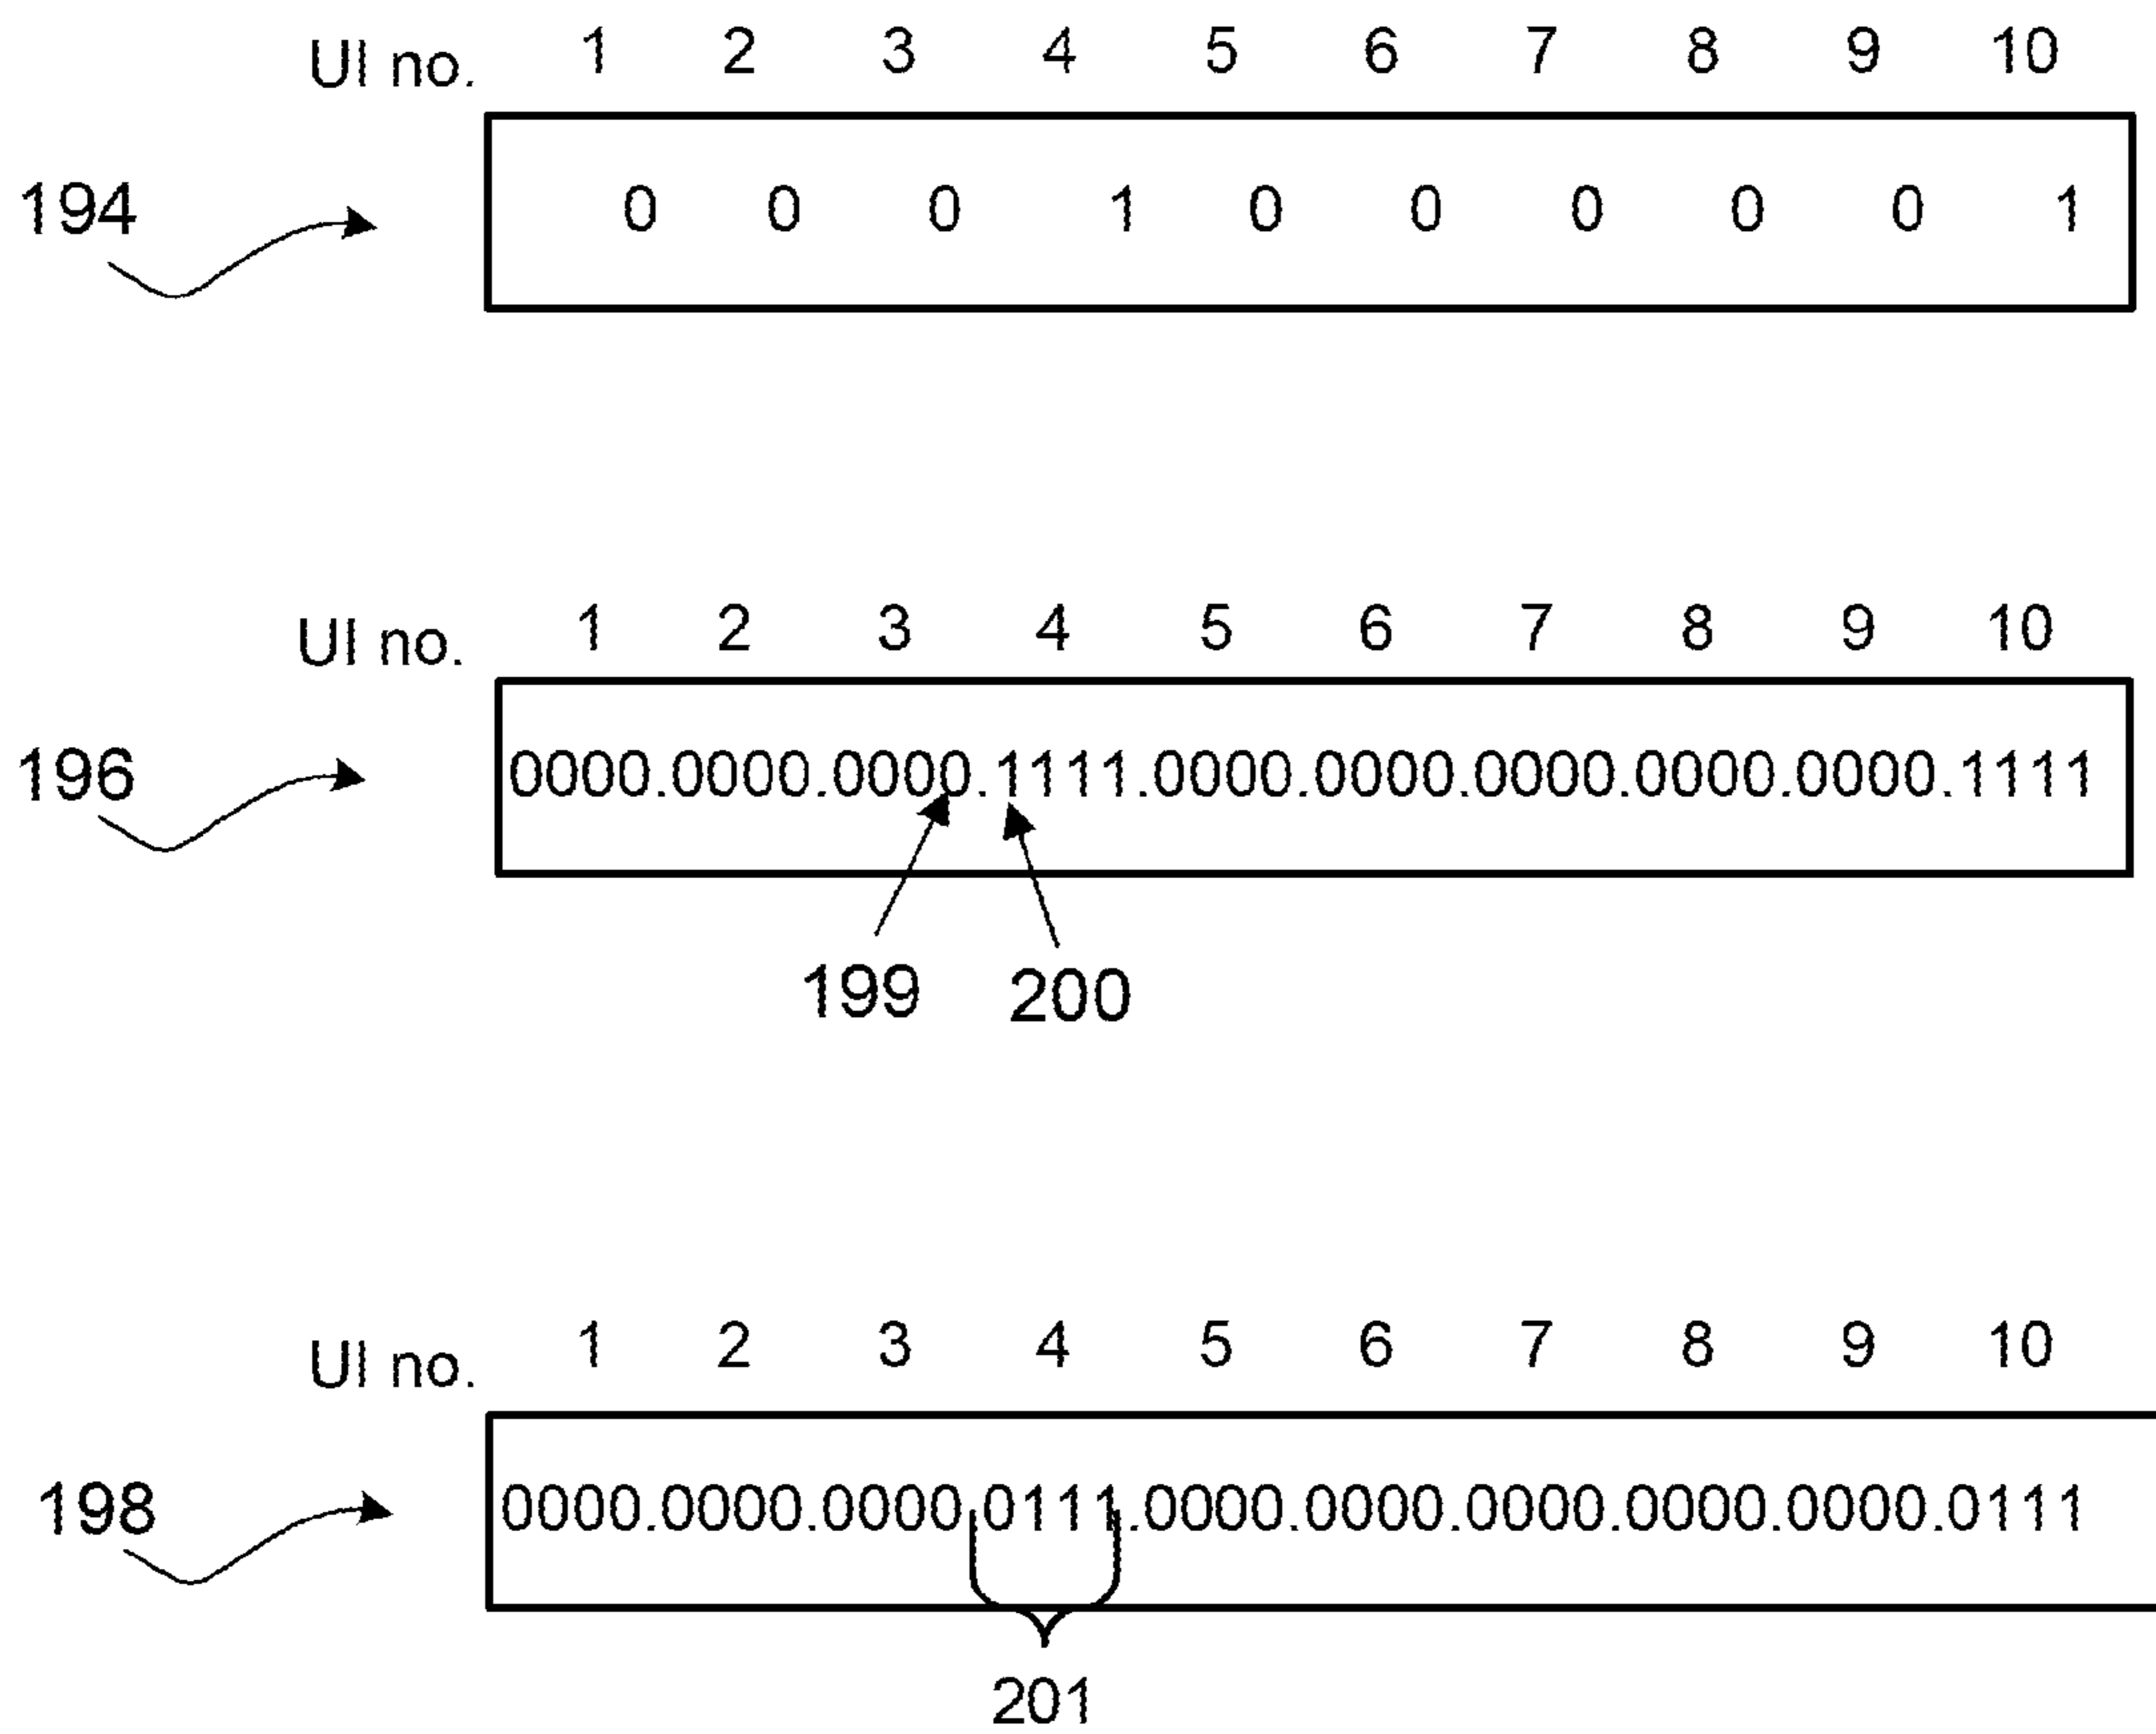 UI no. 1 2 3 4 5 6 7 8 9 10
194 0 0 0 1 0 0 0 0 0 1
UI no. 1 2 3 4 5 6 7 8 9 10
196 0000.0000.0000.1111.0000.0000.0000.0000.0000.1111
199 200
UI no. 1 2 3 4 5 6 7 8 9 10
198 0000.0000.0000.0111.0000.0000.0000.0000.0000.0111
201